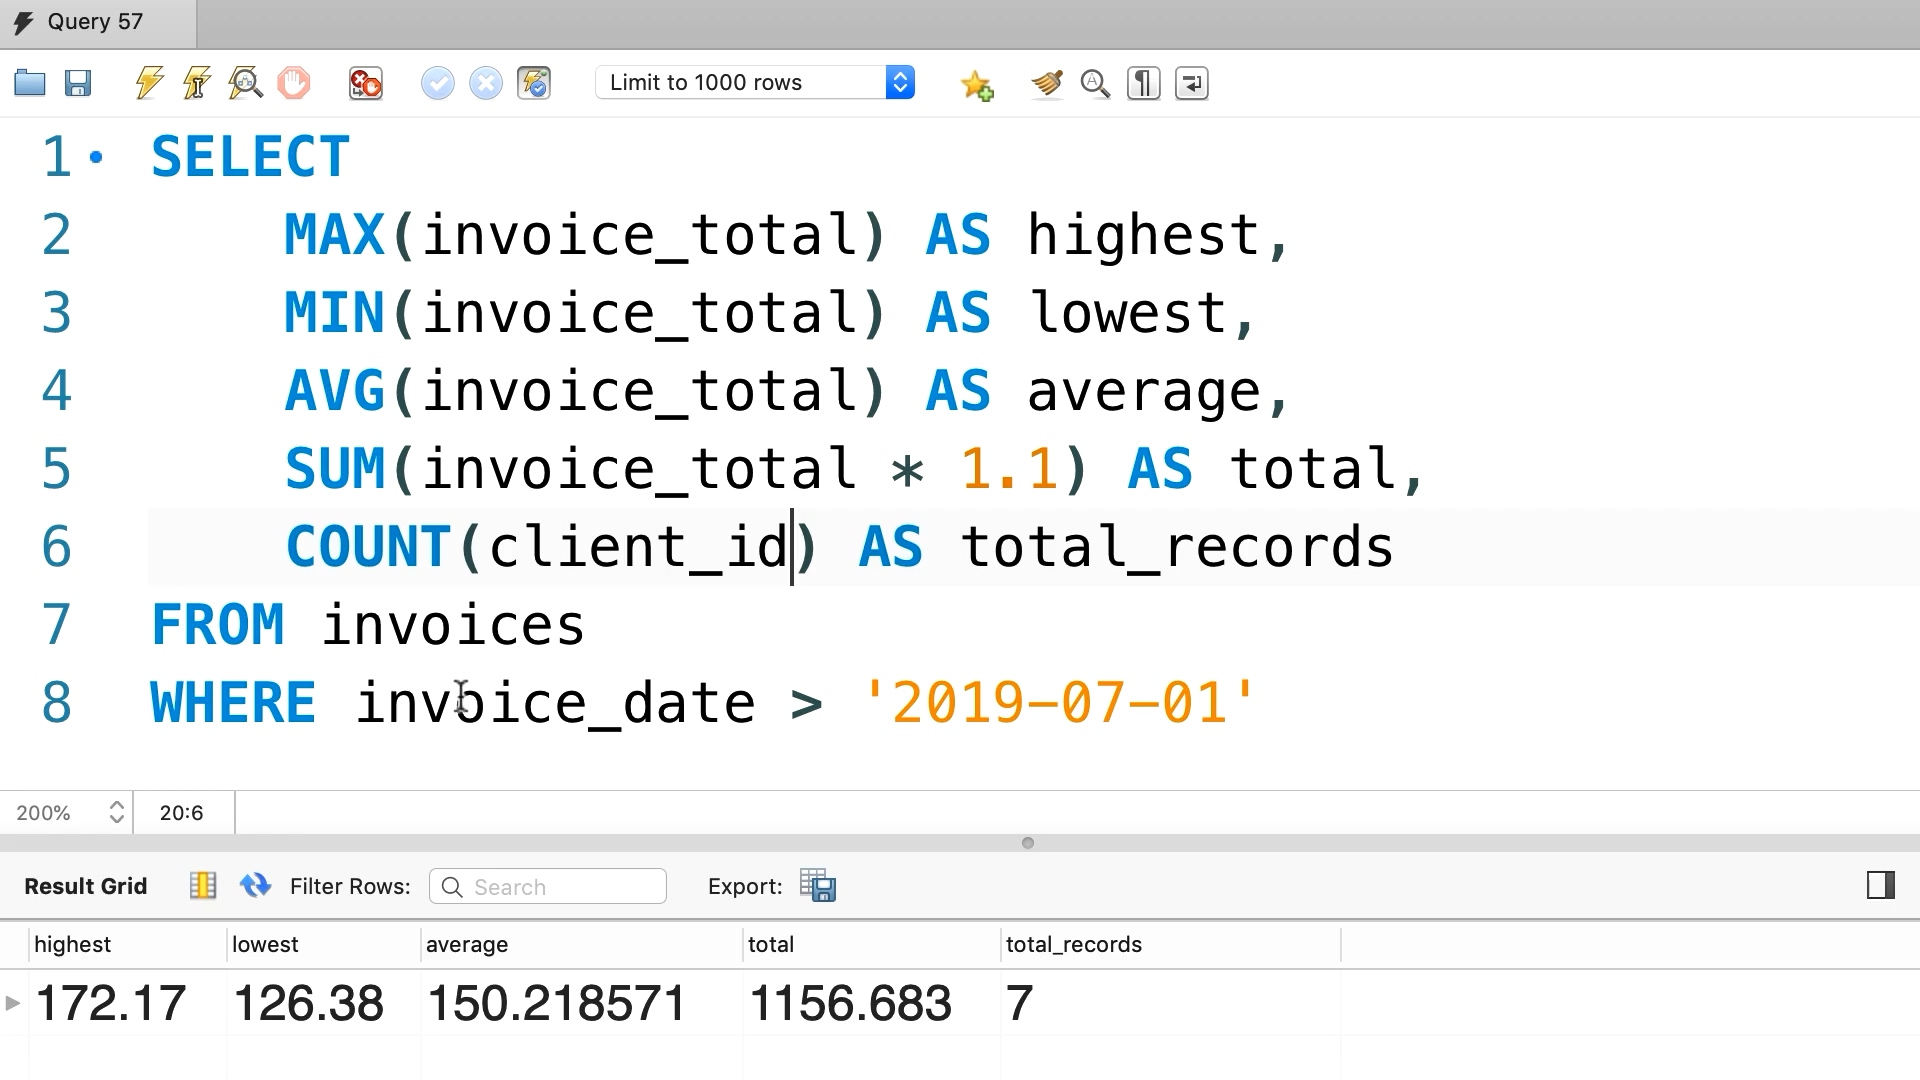 Query 57
Limit to 1000 rows
1 SELECT
2 MAX(invoice_total) AS highest,
3 MIN(invoice_total) AS lowest,
4 AVG(invoice_total) AS average,
5 SUM(invoice_total * 1.1) AS total,
6 COUNT(client_id) AS total_records
7 FROM invoices
8 WHERE invoice_date > '2019-07-01'
200% 20:6
Result Grid Filter Rows: Search Export:
highest lowest average total total_records
172.17 126.38 150.218571 1156.683 7